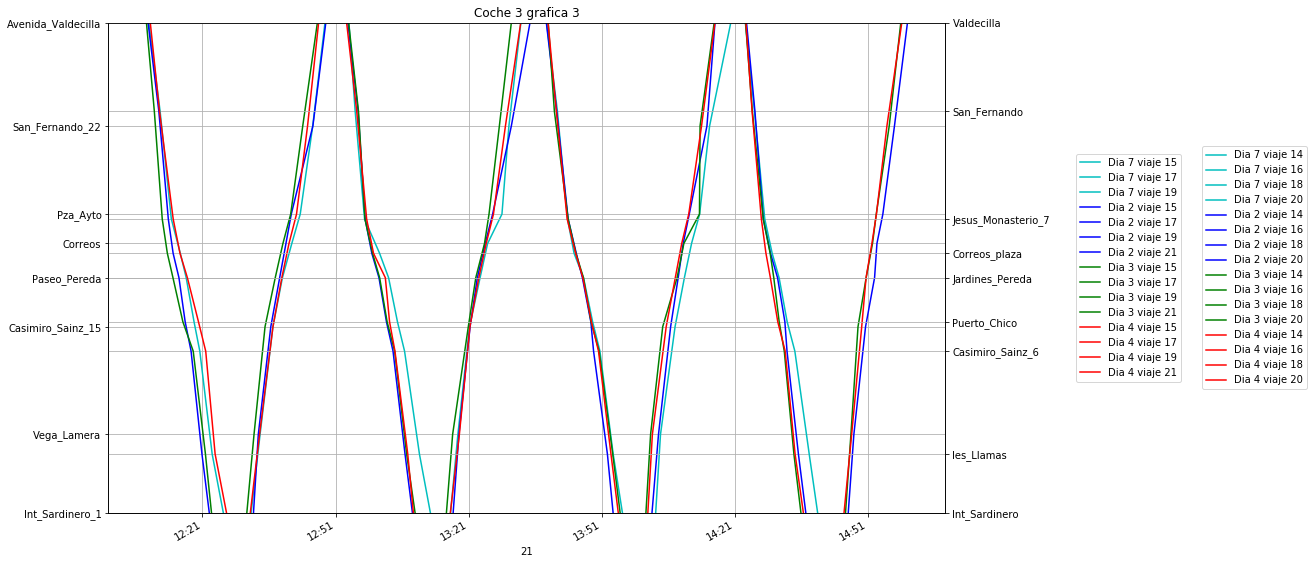 Coche 3 grafica 3
Avenida_Valdecilla
San_Fernando_22
Pza_Ayto
Correos
Paseo_Pereda
Casimiro_Sainz_15
Vega_Lamera
Int_Sardinero_1
Valdecilla
San_Fernando
Jesus_Monasterio_7
Correos_plaza
Jardines_Pereda
Puerto_Chico
Casimiro_Sainz_6
Ies_Llamas
Int_Sardinero
12:21
12:51
13:21
13:51
14:21
14:51
21
Dia 7 viaje 15
Dia 7 viaje 17
Dia 7 viaje 19
Dia 2 viaje 15
Dia 2 viaje 17
Dia 2 viaje 19
Dia 2 viaje 21
Dia 3 viaje 15
Dia 3 viaje 17
Dia 3 viaje 19
Dia 3 viaje 21
Dia 4 viaje 15
Dia 4 viaje 17
Dia 4 viaje 19
Dia 4 viaje 21
Dia 7 viaje 14
Dia 7 viaje 16
Dia 7 viaje 18
Dia 7 viaje 20
Dia 2 viaje 14
Dia 2 viaje 16
Dia 2 viaje 18
Dia 2 viaje 20
Dia 3 viaje 14
Dia 3 viaje 16
Dia 3 viaje 18
Dia 3 viaje 20
Dia 4 viaje 14
Dia 4 viaje 16
Dia 4 viaje 18
Dia 4 viaje 20